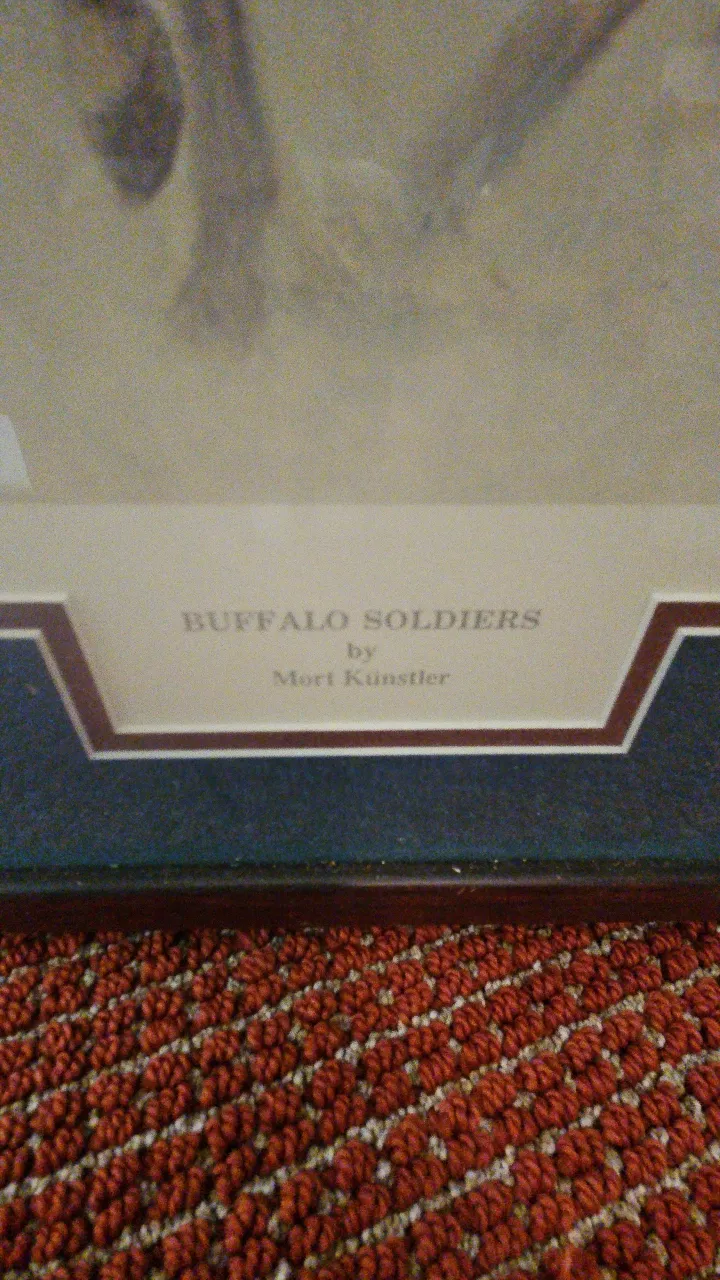 BUFFALO SOLDIERS
by
Mort Künstler